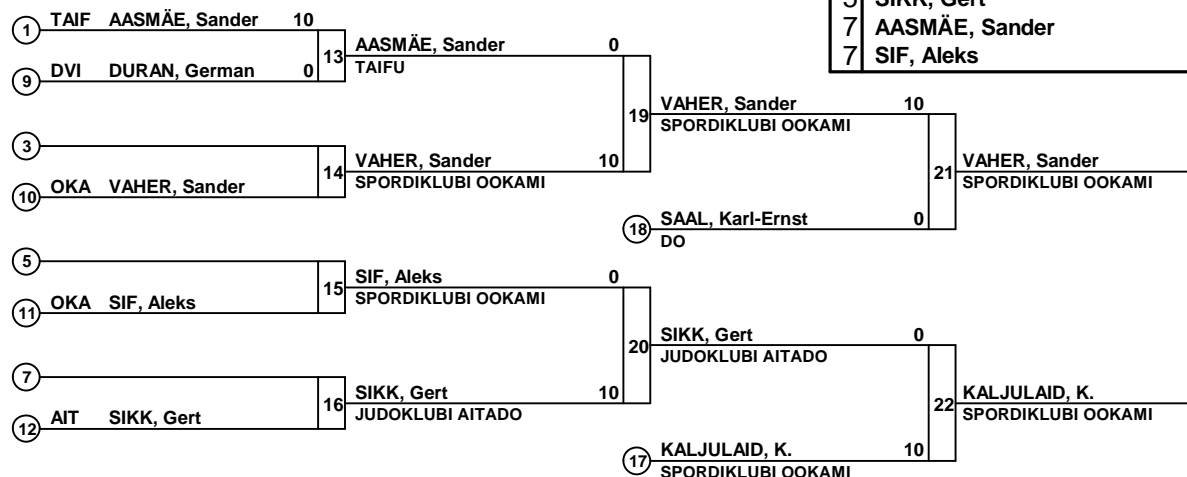 5 SIKK, Gert
7 AASMÄE, Sander
7 SIF, Aleks
1 TAIF AASMÄE, Sander 10
9 DVI DURAN, German 0
13 AASMÄE, Sander 0
TAIFU
3
10 OKA VAHER, Sander
14 VAHER, Sander 10
SPORDIKLUBI OOKAMI
19 VAHER, Sander 10
SPORDIKLUBI OOKAMI
18 SAAL, Karl-Ernst 0
DO
21 VAHER, Sander
SPORDIKLUBI OOKAMI
5
11 OKA SIF, Aleks
15 SIF, Aleks 0
SPORDIKLUBI OOKAMI
7
12 AIT SIKK, Gert
16 SIKK, Gert 10
JUDOKLUBI AITADO
20 SIKK, Gert 0
JUDOKLUBI AITADO
17 KALJULAID, K. 10
SPORDIKLUBI OOKAMI
22 KALJULAID, K.
SPORDIKLUBI OOKAMI